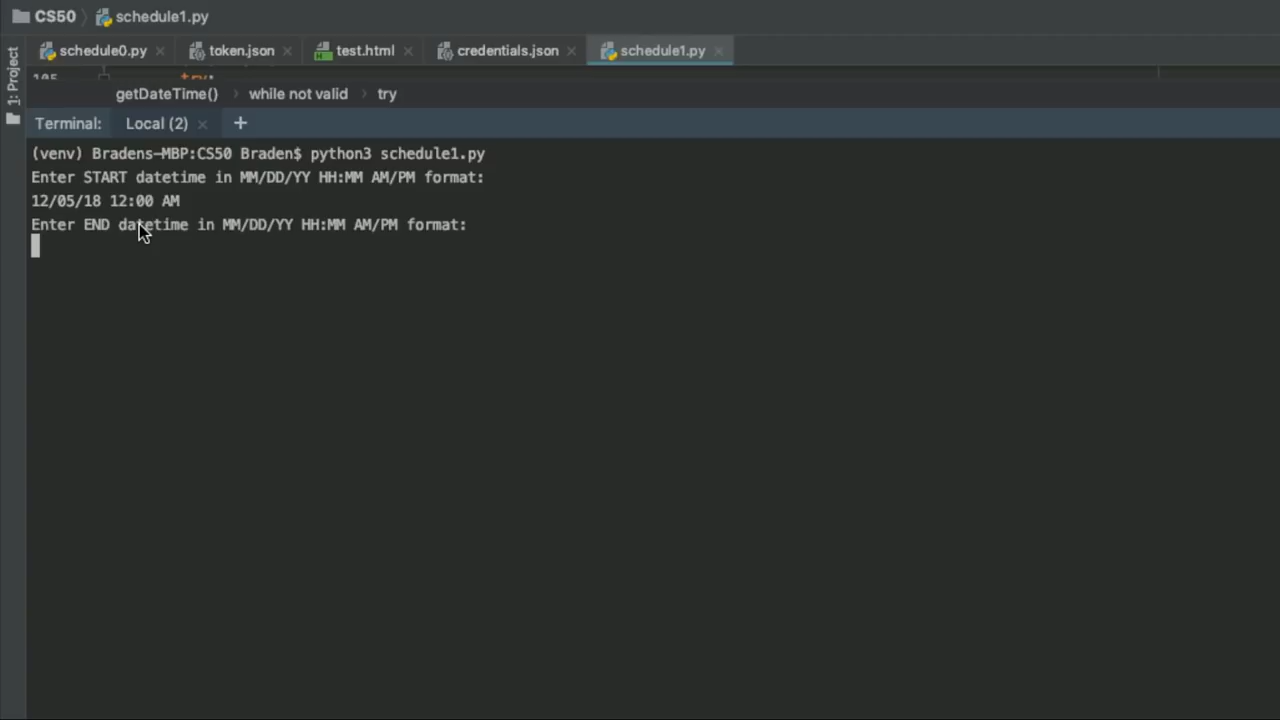 CS50 schedule1.py
schedule0.py token.json test.html credentials.json schedule1.py
1: Project
105 try:
getDateTime() while not valid try
Terminal: Local (2) +
(venv) Bradens-MBP:CS50 Braden$ python3 schedule1.py
Enter START datetime in MM/DD/YY HH:MM AM/PM format:
12/05/18 12:00 AM
Enter END datetime in MM/DD/YY HH:MM AM/PM format: